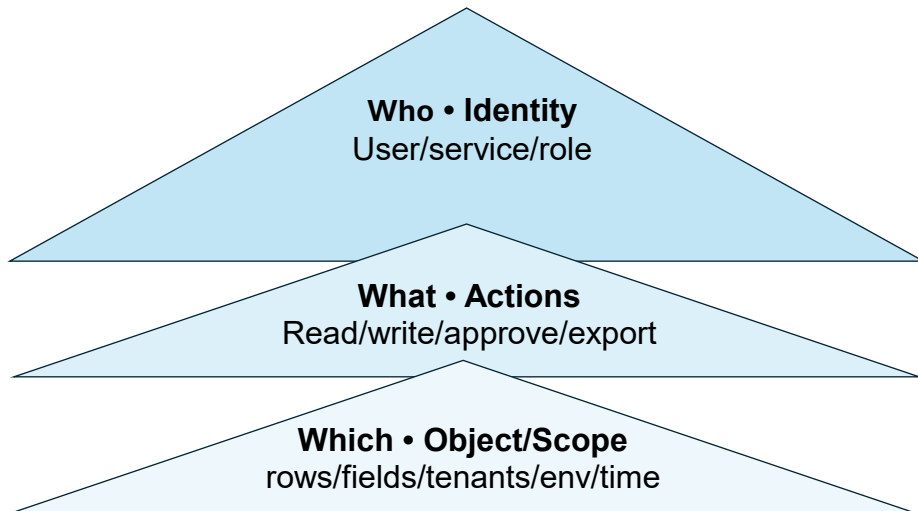 Who • Identity
User/service/role
What • Actions
Read/write/approve/export
Which • Object/Scope
rows/fields/tenants/env/time